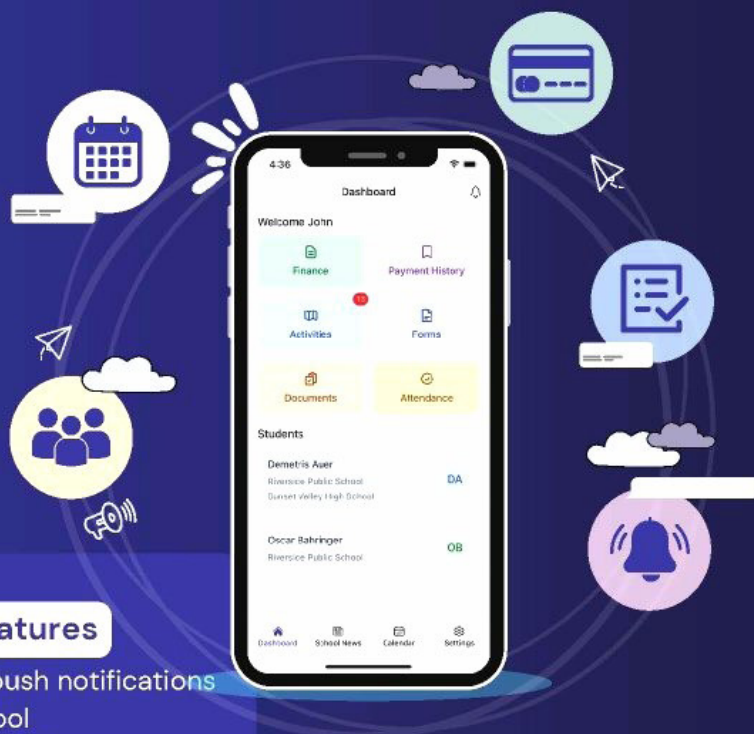 4:36
Dashboard
Welcome John
Finance
Payment History
Activities
Forms
Documents
Attendance
Students
Demetris Auer
Riverside Public School
DA
Sunset Valley High School
Oscar Bahringer
Riverside Public School
OB
Dashboard
School News
Calendar
Settings
atures
push notifications
ool